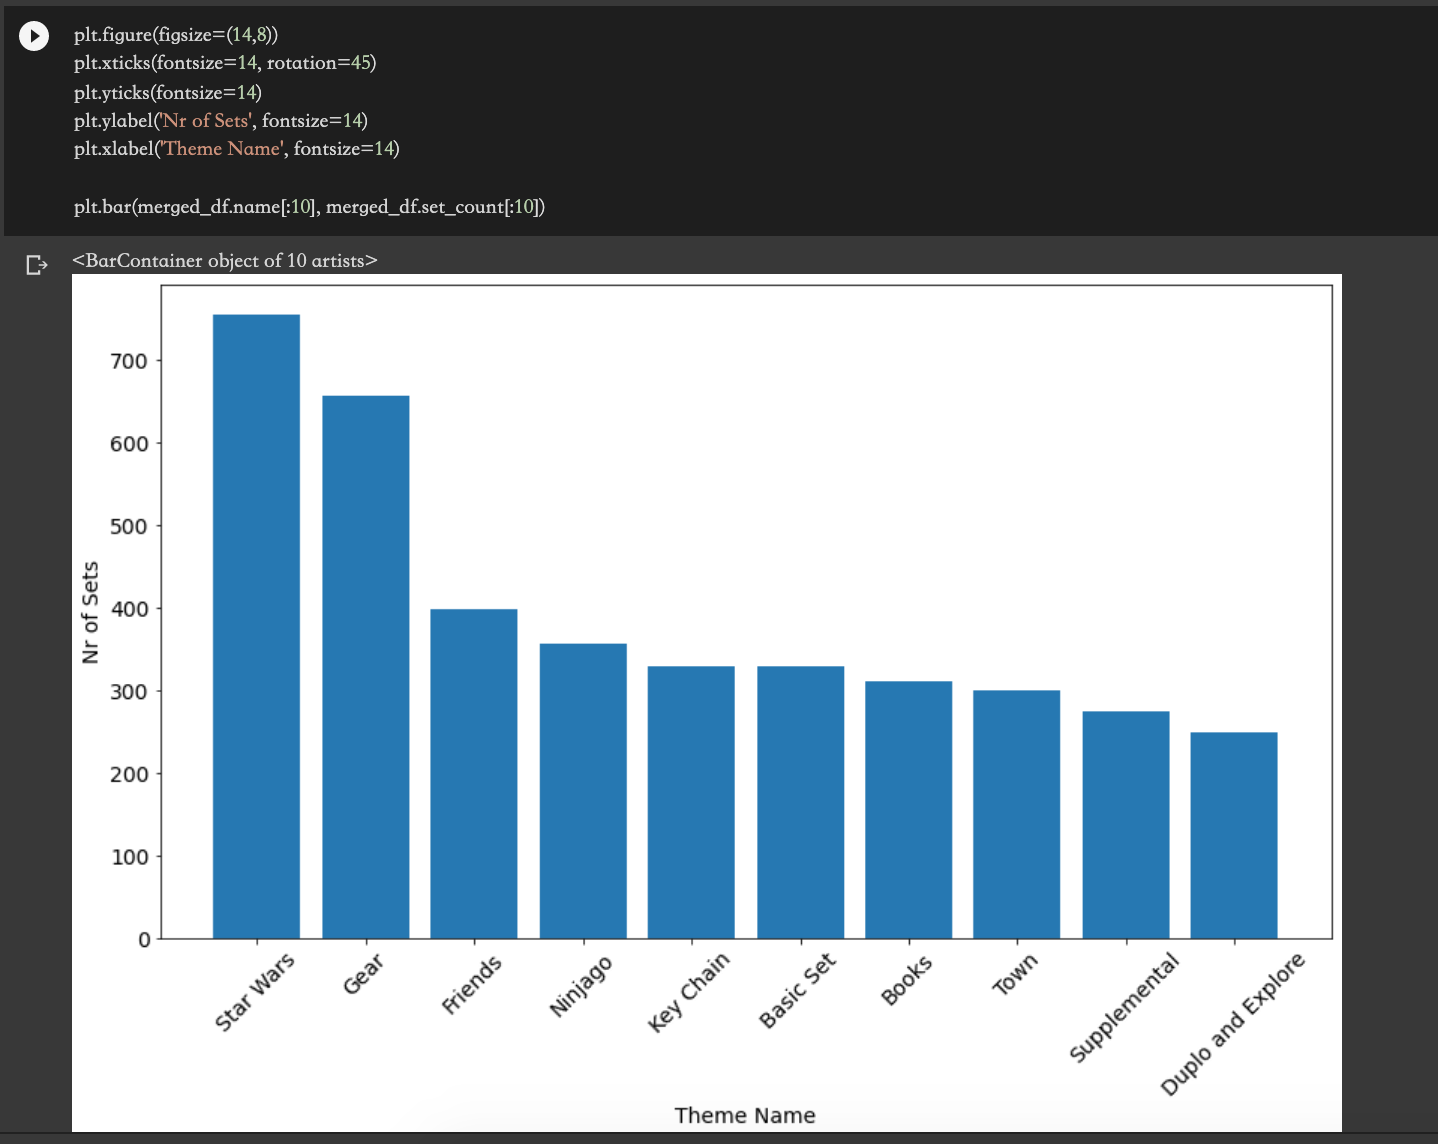 plt.figure(figsize=(14,8))
plt.xticks(fontsize=14, rotation=45)
plt.yticks(fontsize=14)
plt.ylabel('Nr of Sets', fontsize=14)
plt.xlabel('Theme Name', fontsize=14)
plt.bar(merged_df.name[:10], merged_df.set_count[:10])
<BarContainer object of 10 artists>
700
600
500
400
300
200
100
0
Nr of Sets
Star Wars
Gear
Friends
Ninjago
Key Chain
Basic Set
Books
Town
Supplemental
Duplo and Explore
Theme Name